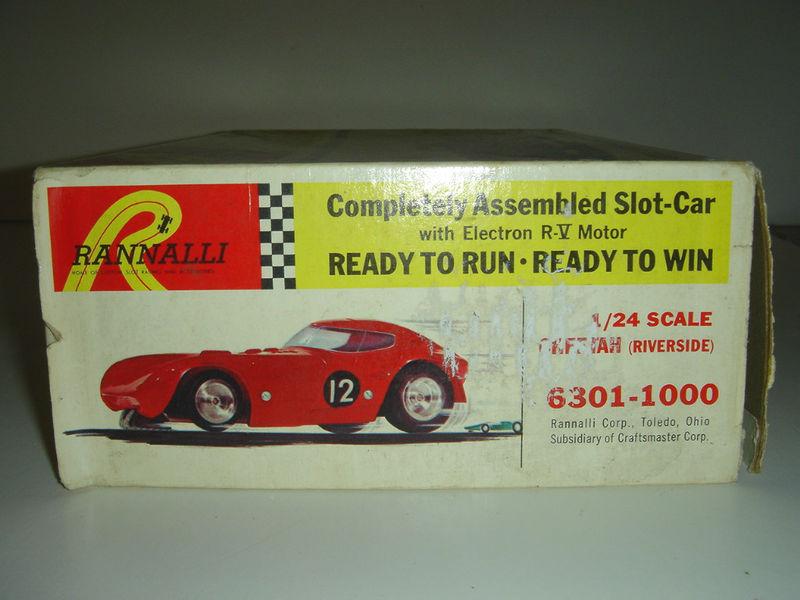 RANNALLI
Completely Assembled Slot-Car
with Electron R-V Motor
READY TO RUN · READY TO WIN
12
1/24 SCALE
(RIVERSIDE)
6301-1000
Rannalli Corp., Toledo, Ohio
Subsidiary of Craftsmaster Corp.